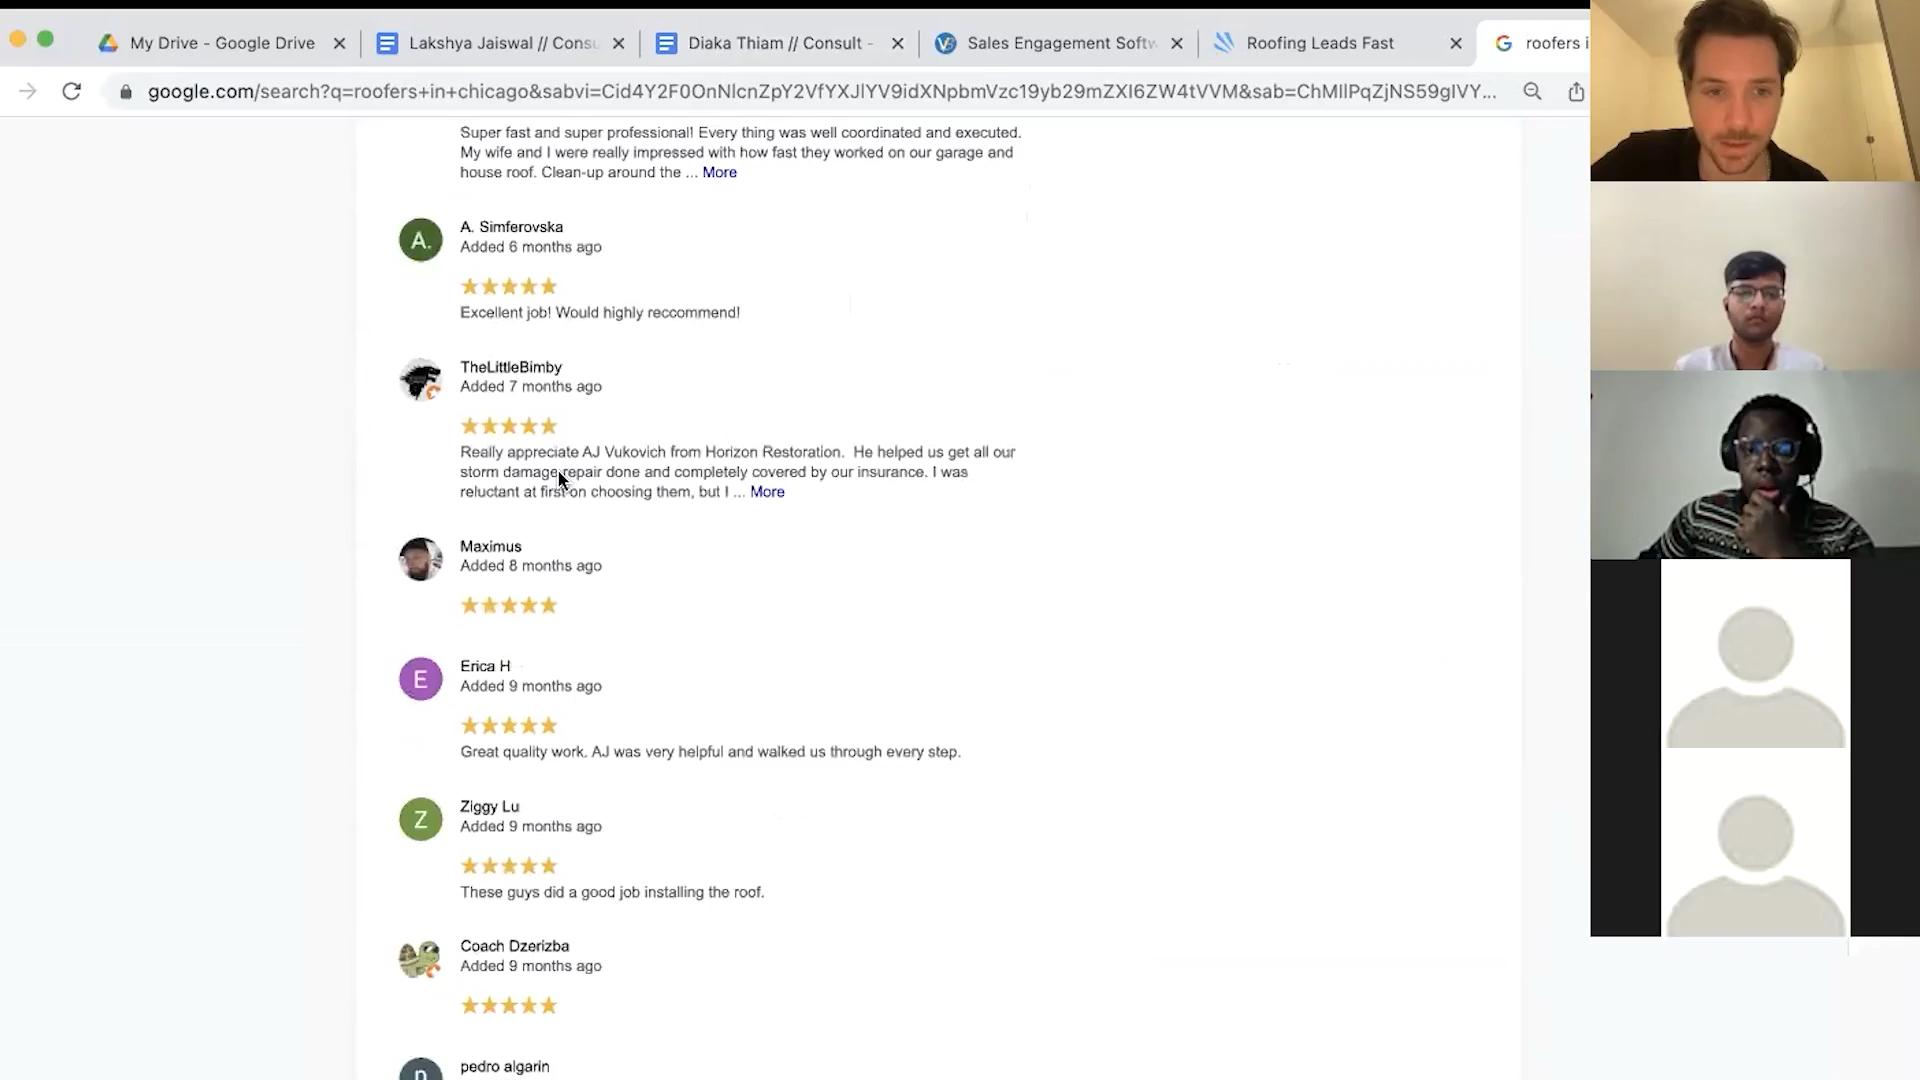 My Drive - Google Drive
Lakshya Jaiswal // Consu
Diaka Thiam // Consult -
Sales Engagement Softw
Roofing Leads Fast
roofers i
google.com/search?q=roofers+in+chicago&sabvi=Cid4Y2F0OnNlcnZpY2VfYXJlYV9idXNpbmVzc19yb29mZXI6ZW4tVVM&sab=ChMIlPqZjNS59gIVY...
Super fast and super professional! Every thing was well coordinated and executed.
My wife and I were really impressed with how fast they worked on our garage and
house roof. Clean-up around the ... More
A.
A. Simferovska
Added 6 months ago
Excellent job! Would highly reccommend!
TheLittleBimby
Added 7 months ago
Really appreciate AJ Vukovich from Horizon Restoration. He helped us get all our
storm damage repair done and completely covered by our insurance. I was
reluctant at first on choosing them, but I ... More
Maximus
Added 8 months ago
E
Erica H
Added 9 months ago
Great quality work. AJ was very helpful and walked us through every step.
Z
Ziggy Lu
Added 9 months ago
These guys did a good job installing the roof.
Coach Dzerizba
Added 9 months ago
p
pedro algarin